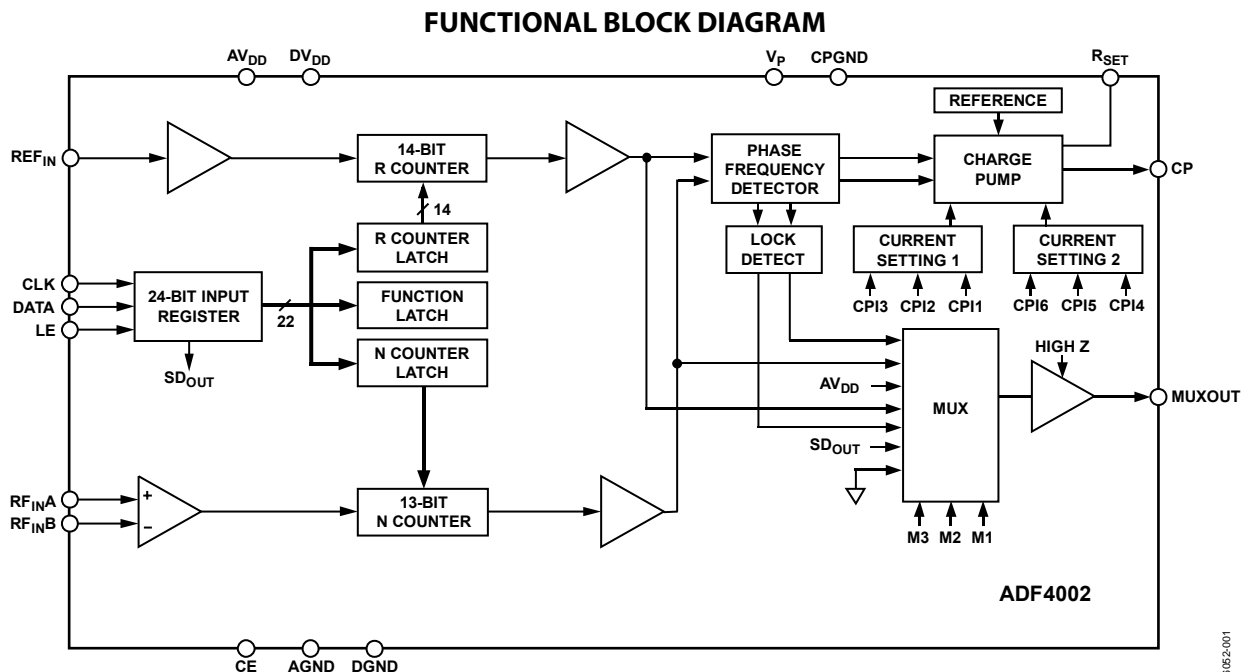 FUNCTIONAL BLOCK DIAGRAM
AVDD
DVDD
VP
CPGND
RSET
REFERENCE
REFIN
14-BIT
R COUNTER
PHASE
FREQUENCY
DETECTOR
CHARGE
PUMP
CP
14
R COUNTER
LATCH
LOCK
DETECT
CURRENT
SETTING 1
CURRENT
SETTING 2
CLK
DATA
LE
24-BIT INPUT
REGISTER
22
FUNCTION
LATCH
CPI3
CPI2
CPI1
CPI6
CPI5
CPI4
N COUNTER
LATCH
SDOUT
HIGH Z
AVDD
MUX
MUXOUT
SDOUT
RFINA
RFINB
+
−
13-BIT
N COUNTER
M3
M2
M1
ADF4002
CE
AGND
DGND